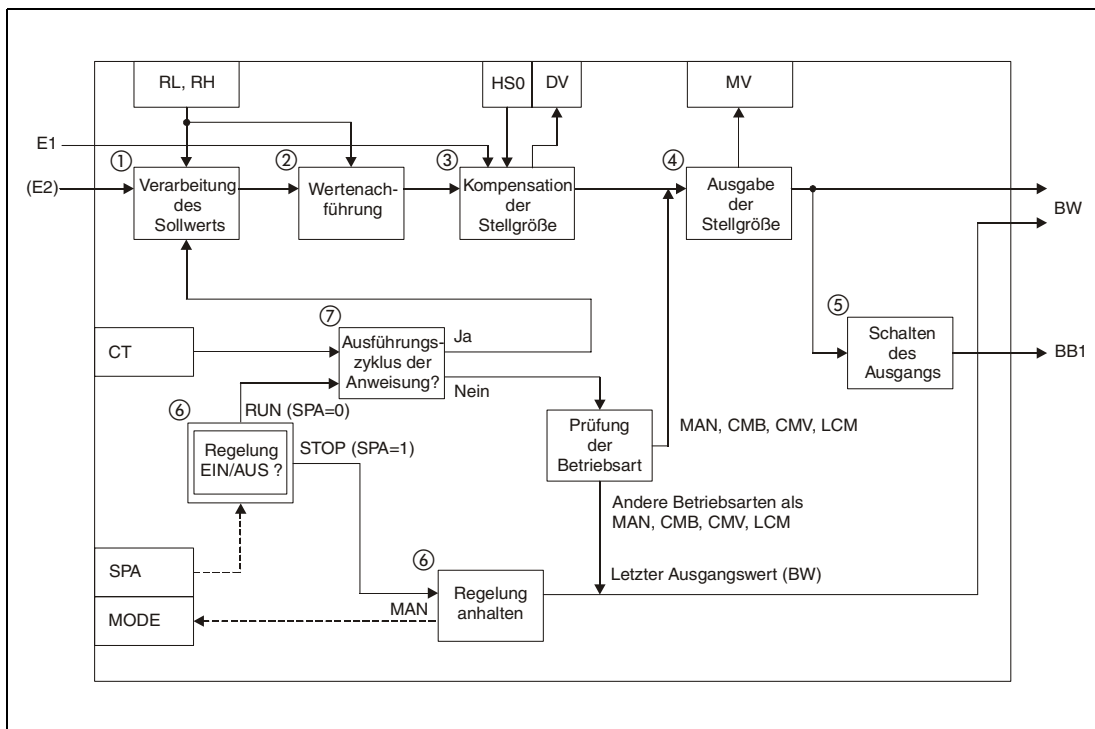 RL, RH
HS0
DV
MV
E1
①
②
③
④
(E2)
Verarbeitung
des
Sollwerts
Wertenach-
führung
Kompensation
der
Stellgröße
Ausgabe
der
Stellgröße
BW
⑦
Ja
⑤
CT
Ausführungs-
zyklus der
Anweisung?
Nein
Schalten
des
Ausgangs
BB1
⑥
RUN (SPA=0)
Regelung
EIN/AUS ?
STOP (SPA=1)
Prüfung
der
Betriebsart
MAN, CMB, CMV, LCM
Andere Betriebsarten als
MAN, CMB, CMV, LCM
SPA
⑥
Letzter Ausgangswert (BW)
MODE
MAN
Regelung
anhalten